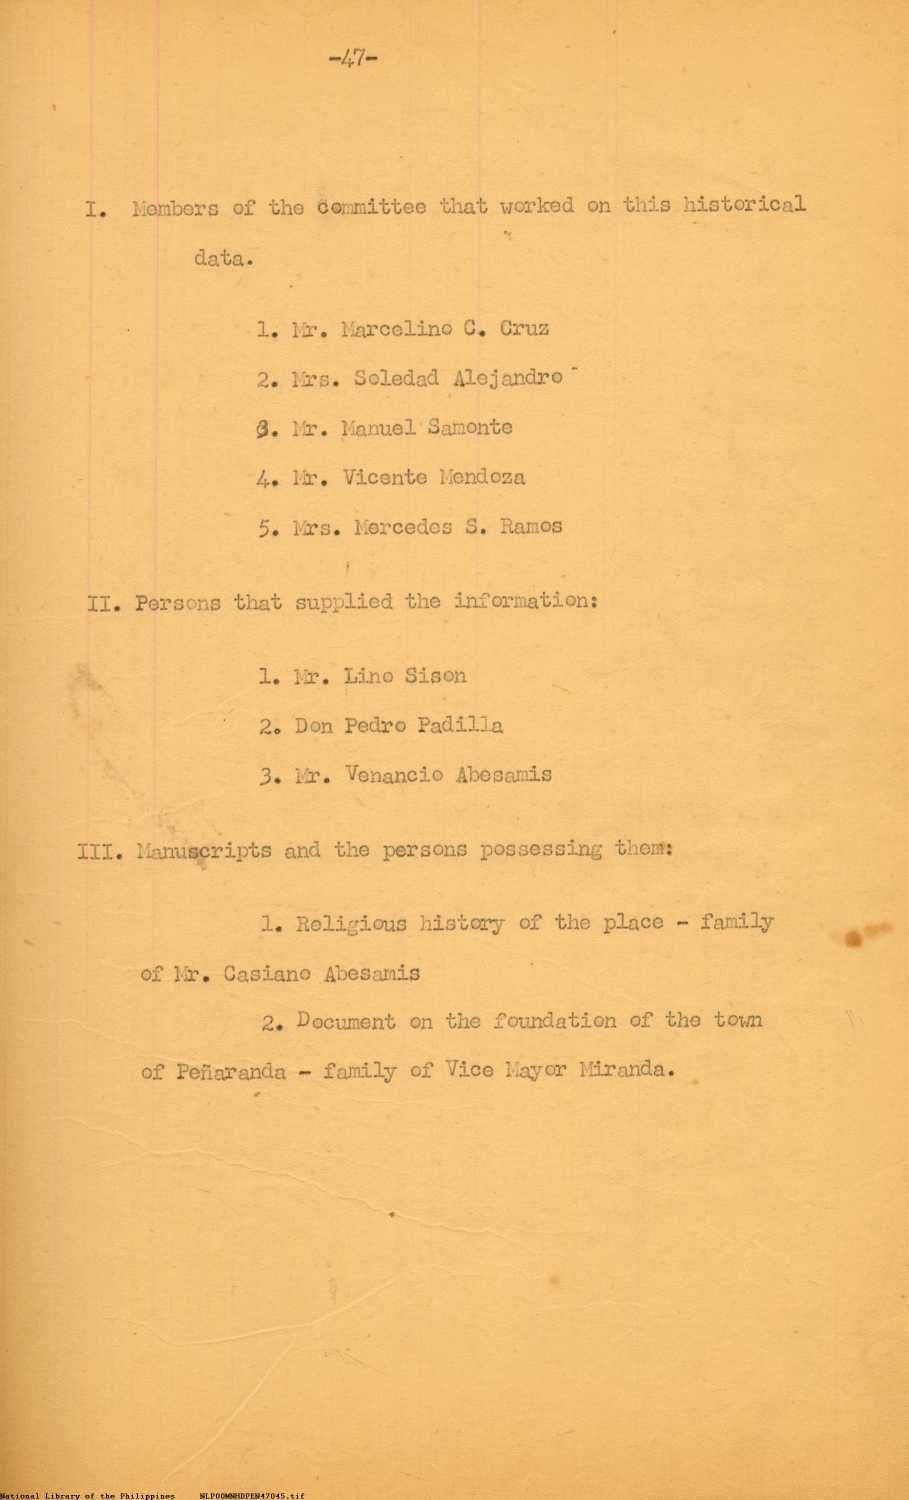 -47-
I. Members of the committee that worked on this historical
data.
1. Mr. Marcelino C. Cruz
2. Mrs. Soledad Alejandro
3. Mr. Manuel Samonte
4. Mr. Vicente Mendoza
5. Mrs. Mercedes S. Ramos
II. Persons that supplied the information:
1. Mr. Lino Sison
2. Don Pedro Padilla
3. Mr. Venancio Abesamis
III. Manuscripts and the persons possessing them:
1. Religious history of the place - family
of Mr. Casiano Abesamis
2. Document on the foundation of the town
of Peñaranda - family of Vice Mayor Miranda.
National Library of the Philippines NLPOOMNHDPEN47045.tif